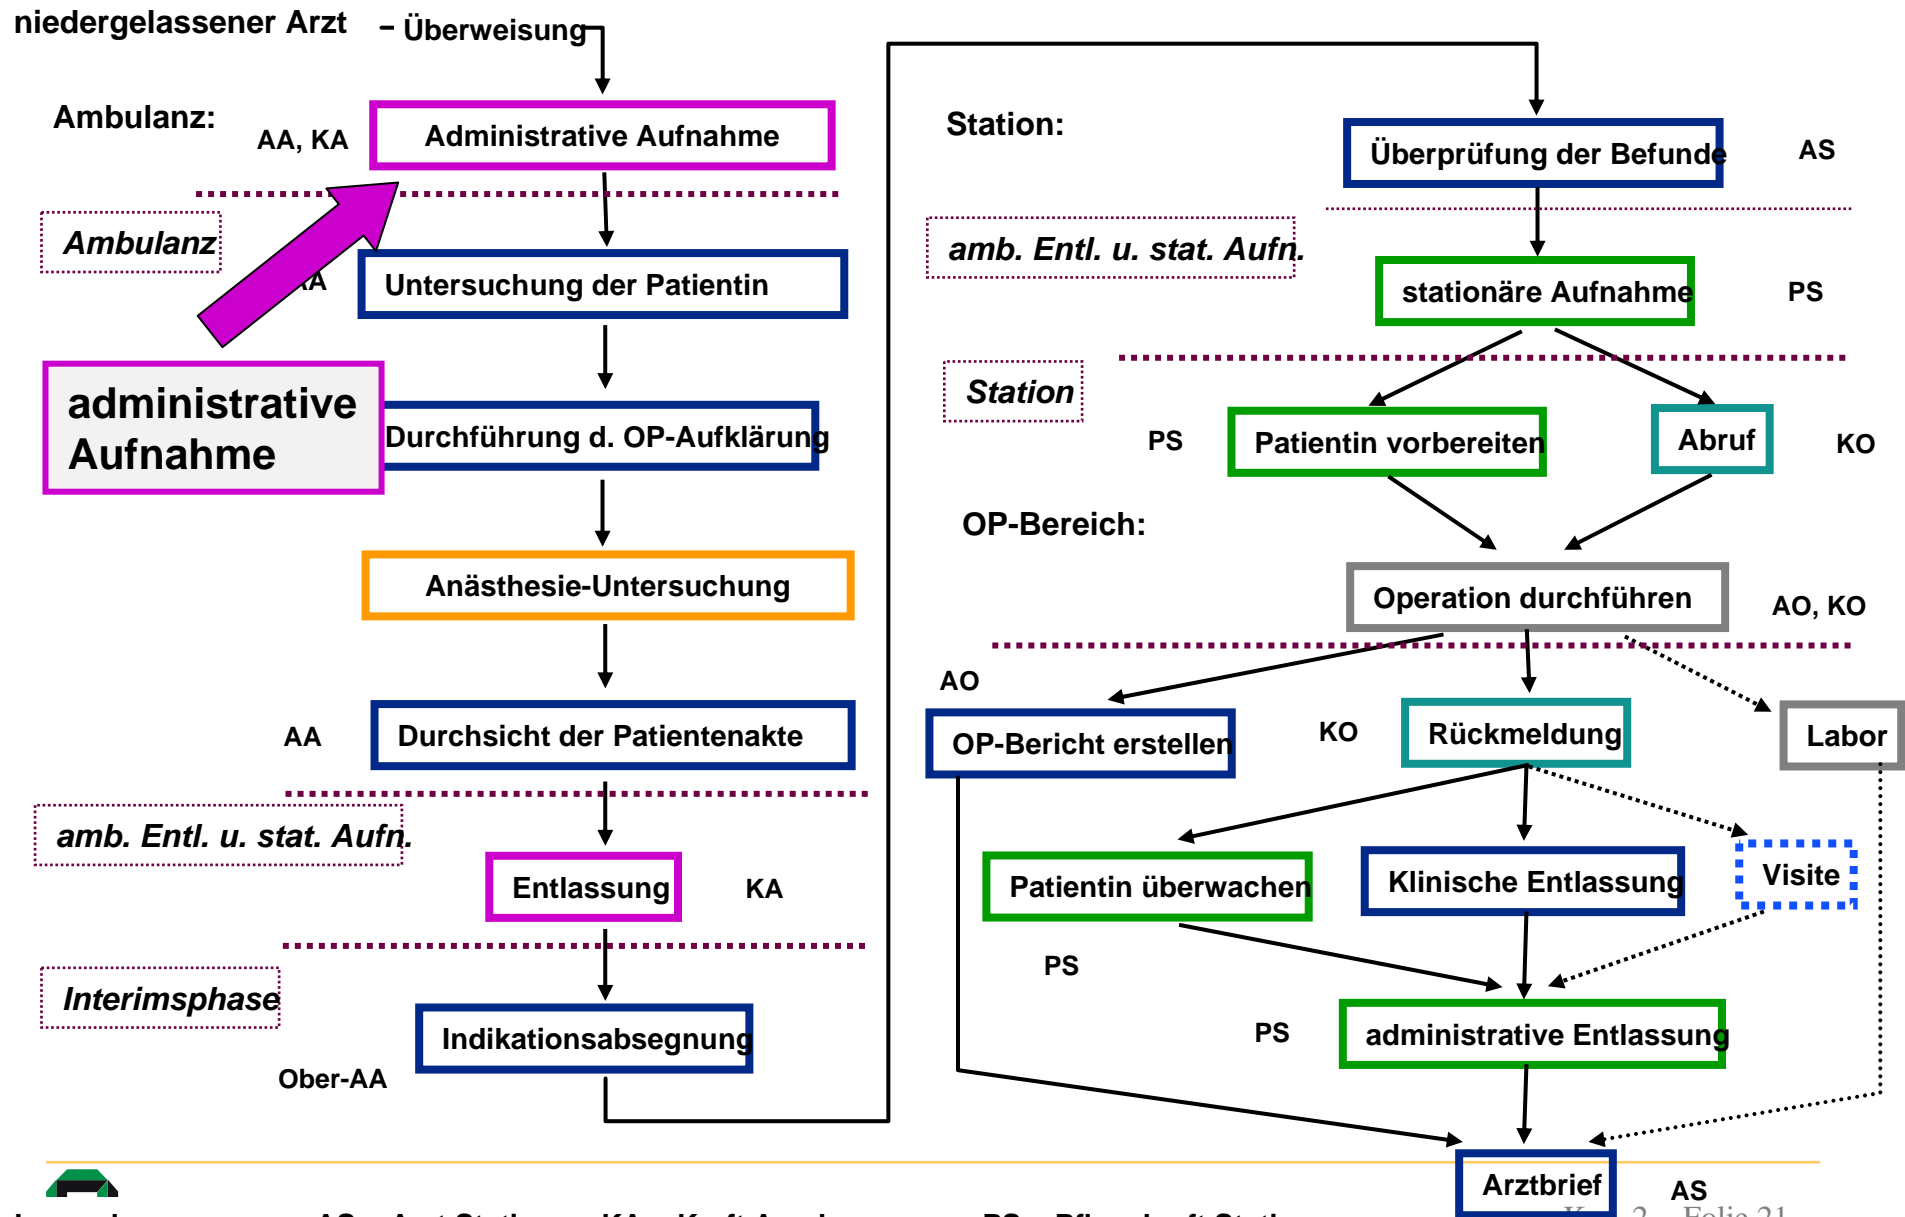 niedergelassener Arzt – Überweisung
Ambulanz:
AA, KA
Administrative Aufnahme
Ambulanz
Untersuchung der Patientin
administrative
Aufnahme
Durchführung d. OP-Aufklärung
Anästhesie-Untersuchung
AA
Durchsicht der Patientenakte
amb. Entl. u. stat. Aufn.
Entlassung
KA
Interimsphase
Indikationsabsegnung
Ober-AA
Station:
Überprüfung der Befunde
AS
amb. Entl. u. stat. Aufn.
stationäre Aufnahme
PS
Station
PS
Patientin vorbereiten
Abruf
KO
OP-Bereich:
Operation durchführen
AO, KO
AO
OP-Bericht erstellen
KO
Rückmeldung
Labor
Patientin überwachen
Klinische Entlassung
Visite
PS
PS
administrative Entlassung
Arztbrief
AS